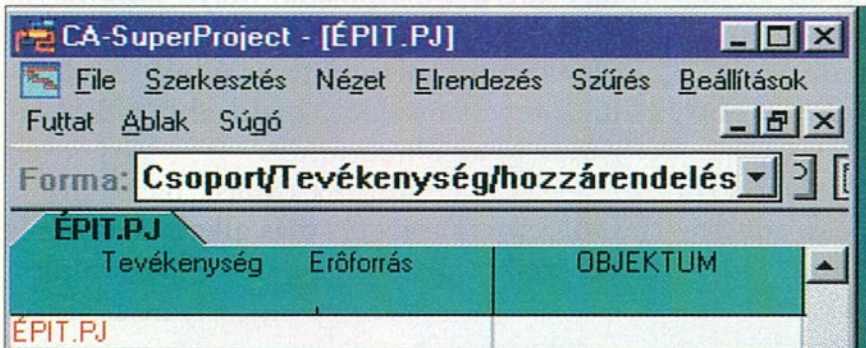 CA-SuperProject - [ÉPIT.PJ]
File Szerkesztés Nézet Elrendezés Szűrés Beállítások
Futtat Ablak Súgó
Forma: Csoport/Tevékenység/hozzárendelés
ÉPIT.PJ
Tevékenység Erôforrás OBJEKTUM
ÉPIT.PJ